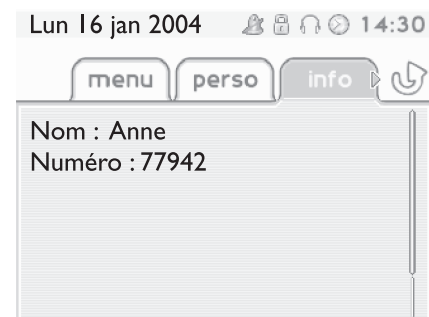 Lun 16 jan 2004 14:30
menu perso info
Nom : Anne
Numéro : 77942